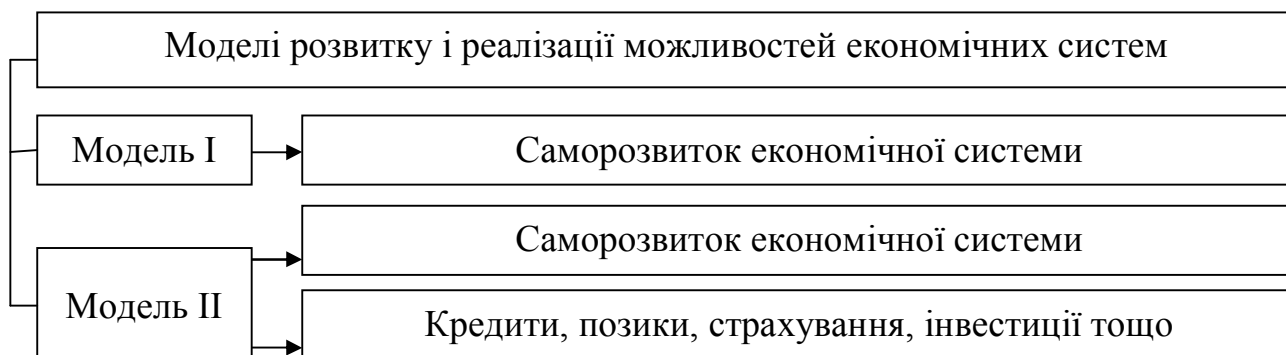 Моделі розвитку і реалізації можливостей економічних систем
Модель I
Саморозвиток економічної системи
Саморозвиток економічної системи
Модель II
Кредити, позики, страхування, інвестиції тощо